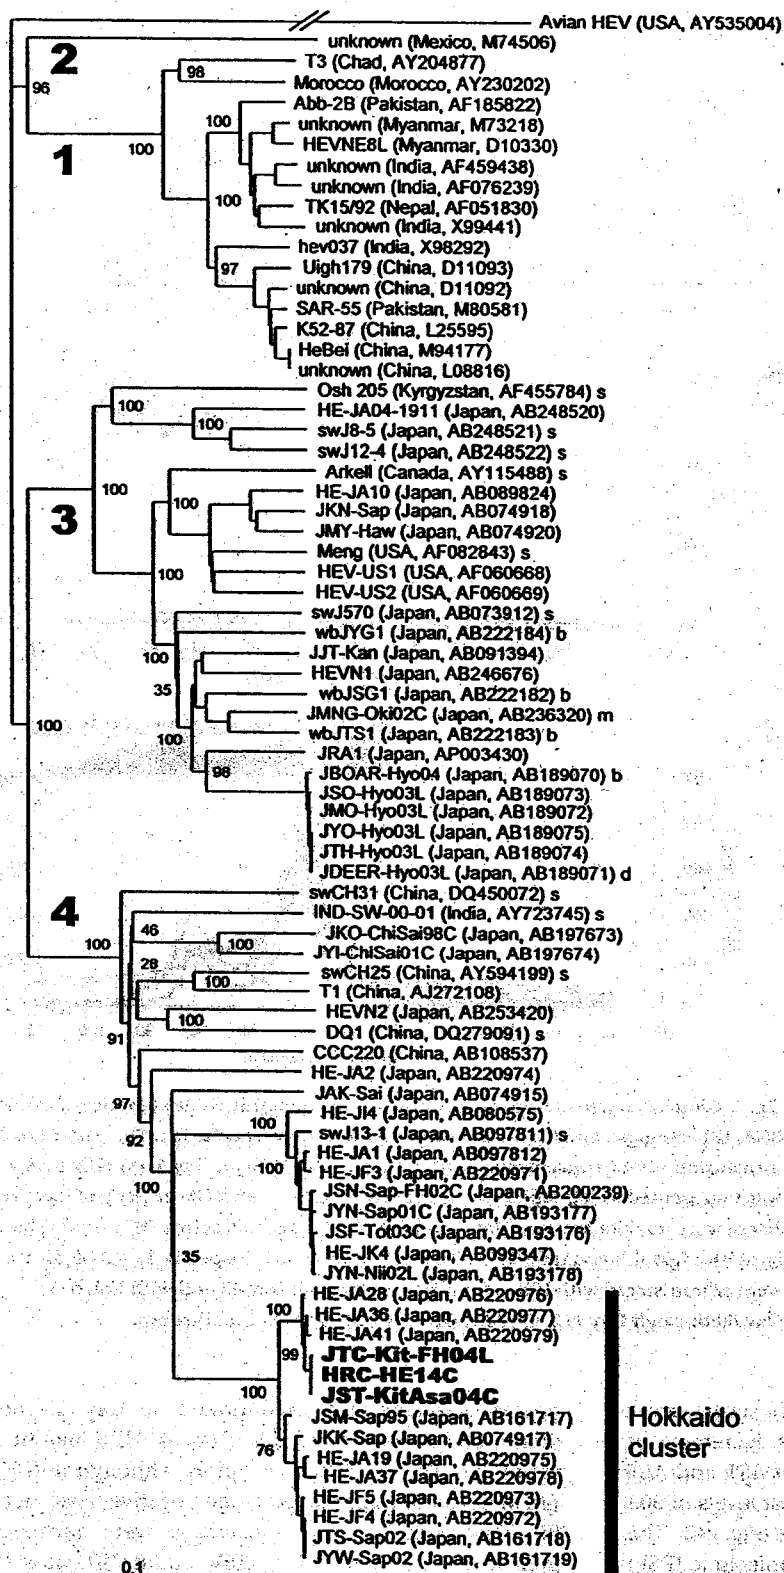 Avian HEV (USA, AY535004)
2
unknown (Mexico, M74506)
T3 (Chad, AY204877)
98
96
Morocco (Morocco, AY230202)
Abb-2B (Pakistan, AF185822)
100
unknown (Myanmar, M73218)
100
HEVNE8L (Myanmar, D10330)
1
unknown (India, AF459438)
unknown (India, AF076239)
100
TK15/92 (Nepal, AF051830)
unknown (India, X99441)
hev037 (India, X98292)
97
Uigh179 (China, D11093)
unknown (China, D11092)
SAR-55 (Pakistan, M80581)
K52-87 (China, L25595)
HeBei (China, M94177)
unknown (China, L08816)
Osh 205 (Kyrgyzstan, AF455784) s
100
HE-JA04-1911 (Japan, AB248520)
100
swJ8-5 (Japan, AB248521) s
swJ12-4 (Japan, AB248522) s
Arkell (Canada, AY115488) s
100
3
HE-JA10 (Japan, AB089824)
100
JKN-Sap (Japan, AB074918)
JMY-Haw (Japan, AB074920)
Meng (USA, AF082843) s
100
HEV-US1 (USA, AF060668)
HEV-US2 (USA, AF060669)
swJ570 (Japan, AB073912) s
wbJYG1 (Japan, AB222184) b
100
JJT-Kan (Japan, AB091394)
HEVN1 (Japan, AB246676)
35
wbJSG1 (Japan, AB222182) b
JMNG-Oki02C (Japan, AB236320) m
100
100
wbJTS1 (Japan, AB222183) b
JRA1 (Japan, AP003430)
98
JBOAR-Hyo04 (Japan, AB189070) b
JSO-Hyo03L (Japan, AB189073)
JMO-Hyo03L (Japan, AB189072)
JYO-Hyo03L (Japan, AB189075)
JTH-Hyo03L (Japan, AB189074)
JDEER-Hyo03L (Japan, AB189071) d
swCH31 (China, DQ450072) s
4
IND-SW-00-01 (India, AY723745) s
46
JKO-ChiSai98C (Japan, AB197673)
100
100
JYI-ChiSai01C (Japan, AB197674)
28
swCH25 (China, AY594199) s
100
T1 (China, AJ272108)
HEVN2 (Japan, AB253420)
100
DQ1 (China, DQ279091) s
91
CCC220 (China, AB108537)
HE-JA2 (Japan, AB220974)
97
JAK-Sai (Japan, AB074915)
HE-JI4 (Japan, AB080575)
92
swJ13-1 (Japan, AB097811) s
HE-JA1 (Japan, AB097812)
100
100
HE-JF3 (Japan, AB220971)
JSN-Sap-FH02C (Japan, AB200239)
JYN-Sap01C (Japan, AB193177)
JSF-Tot03C (Japan, AB193176)
35
HE-JK4 (Japan, AB099347)
JYN-Nii02L (Japan, AB193178)
HE-JA28 (Japan, AB220976)
100
HE-JA36 (Japan, AB220977)
HE-JA41 (Japan, AB220979)
99
JTC-Kit-FH04L
HRC-HE14C
100
JST-KitAsa04C
JSM-Sap95 (Japan, AB161717)
JKK-Sap (Japan, AB074917)
76
HE-JA19 (Japan, AB220975)
HE-JA37 (Japan, AB220978)
HE-JF5 (Japan, AB220973)
HE-JF4 (Japan, AB220972)
JTS-Sap02 (Japan, AB161718)
JYW-Sap02 (Japan, AB161719)
Hokkaido
cluster
0.1